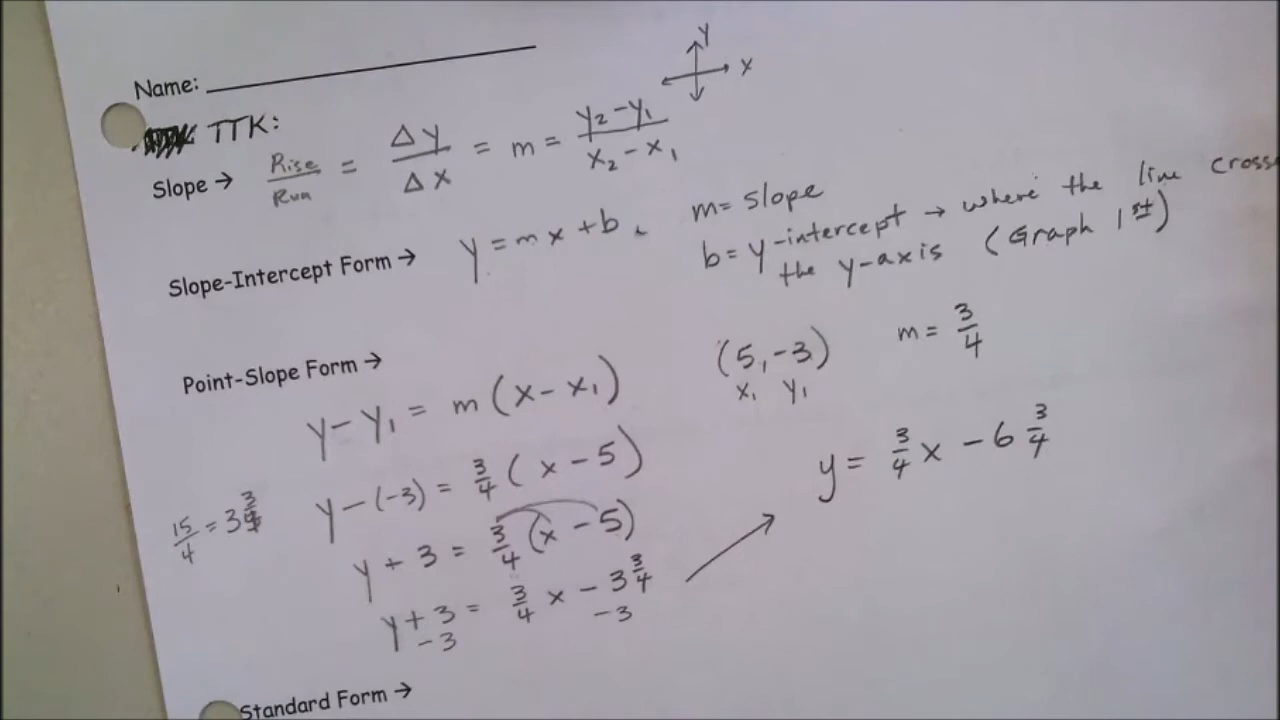 Name:
Y
X
TTK:
Slope → Rise/Run = Δy/Δx = m = y₂-y₁/x₂-x₁
Slope-Intercept Form → y = mx + b, m = slope
b = y-intercept → where the line
the y-axis (Graph 1st)
Point-Slope Form → (5, -3) m = 3/4
x₁ y₁
y - y₁ = m(x - x₁)
y - (-3) = 3/4(x - 5)
y = 3/4x - 6 3/4
15/4 = 3 3/4
y + 3 = 3/4(x - 5)
y + 3 = 3/4x - 3 3/4
-3 -3
Standard Form →